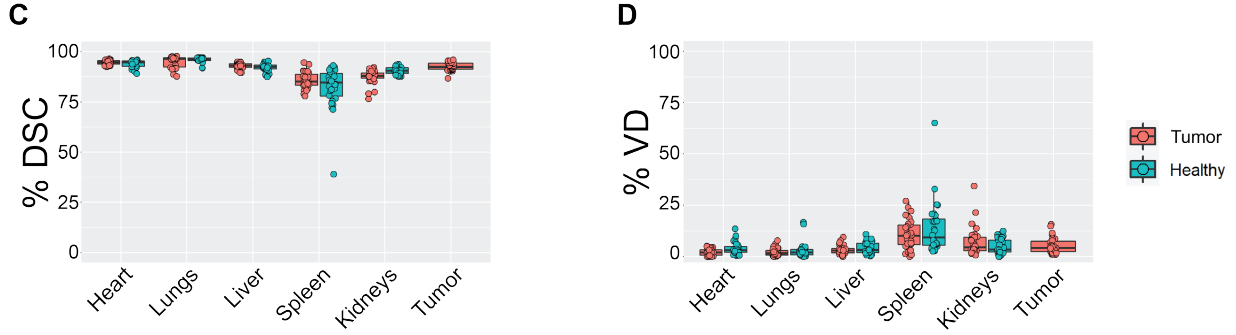 C
% DSC
100
75
50
25
0
Heart
Lungs
Liver
Spleen
Kidneys
Tumor
D
% VD
100
75
50
25
0
Heart
Lungs
Liver
Spleen
Kidneys
Tumor
Tumor
Healthy